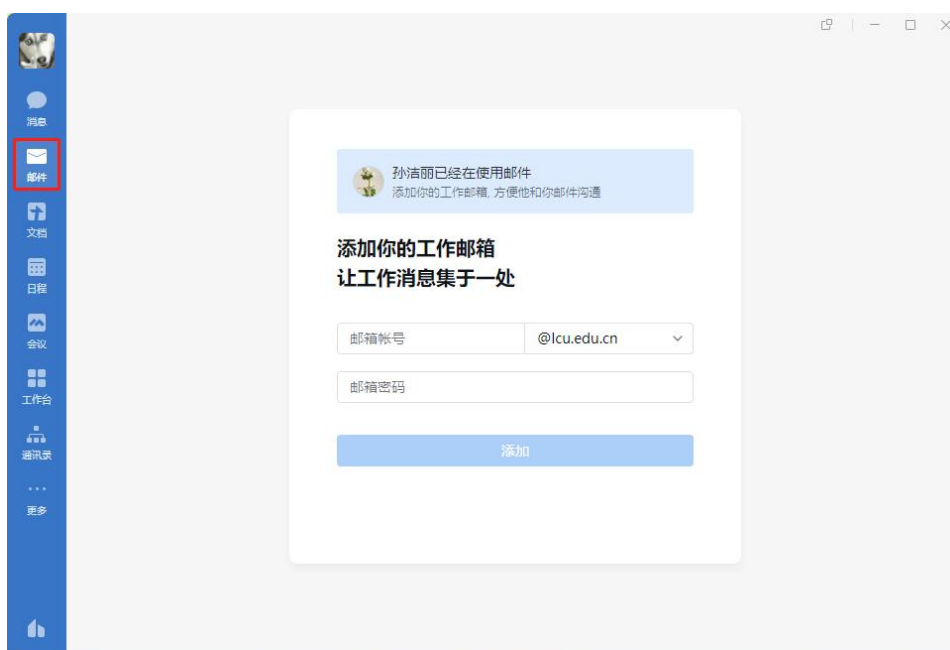 消息
邮件
文档
日程
会议
工作台
通讯录
更多
孙洁丽已经在使用邮件
添加你的工作邮箱, 方便他和你邮件沟通
添加你的工作邮箱
让工作消息集于一处
邮箱帐号 @lcu.edu.cn
邮箱密码
添加